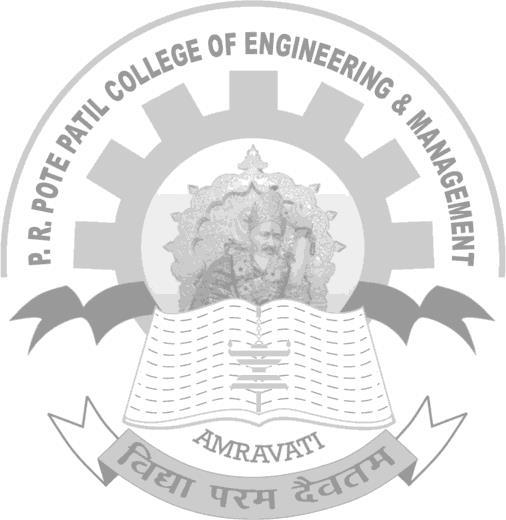 P. R. POTE PATIL COLLEGE OF ENGINEERING & MANAGEMENT
AMRAVATI
विद्या परम दैवतम